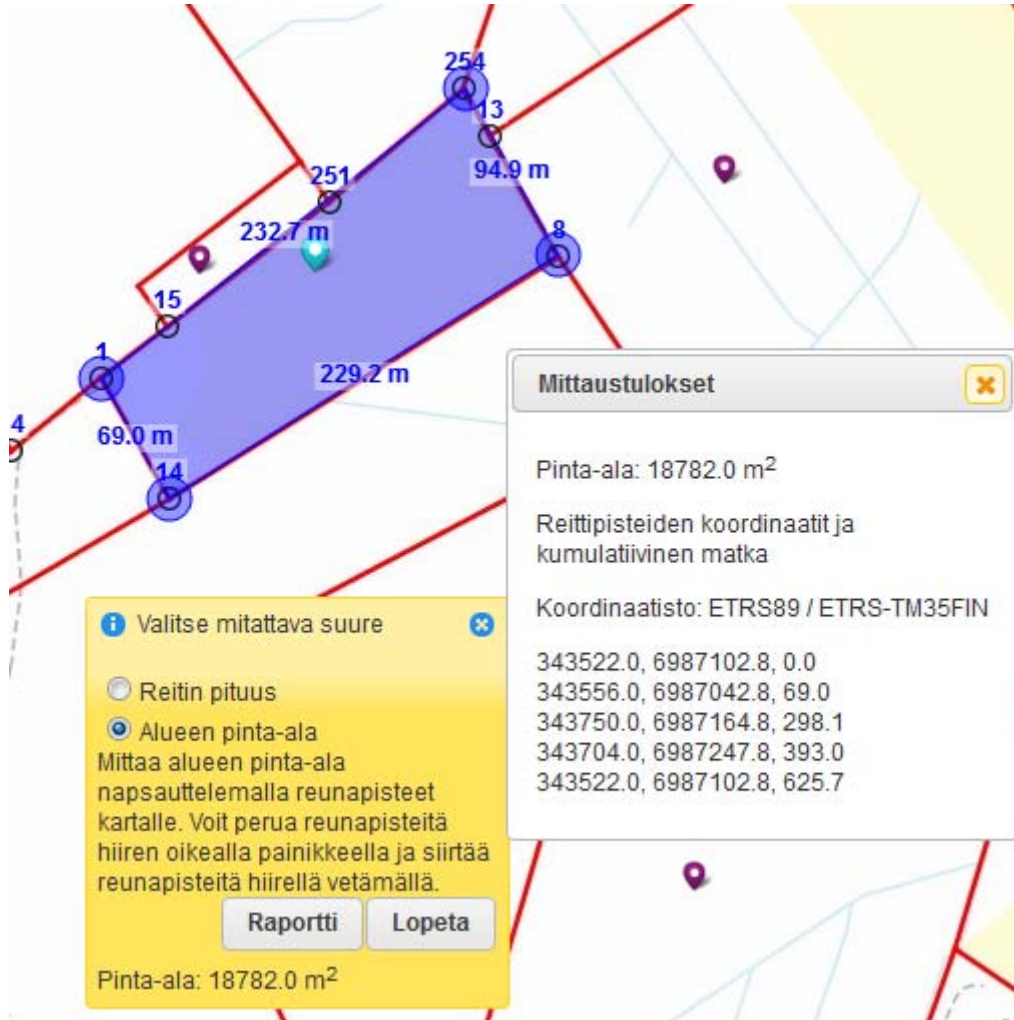 254
13
94.9 m
251
232.7 m
8
15
1
229.2 m
4
69.0 m
14
Mittaustulokset
Pinta-ala: 18782.0 m²
Reittipisteiden koordinaatit ja
kumulatiivinen matka
Koordinaatisto: ETRS89 / ETRS-TM35FIN
343522.0, 6987102.8, 0.0
343556.0, 6987042.8, 69.0
343750.0, 6987164.8, 298.1
343704.0, 6987247.8, 393.0
343522.0, 6987102.8, 625.7
Valitse mitattava suure
Reitin pituus
Alueen pinta-ala
Mittaa alueen pinta-ala
napsauttelemalla reunapisteet
kartalle. Voit perua reunapisteitä
hiiren oikealla painikkeella ja siirtää
reunapisteitä hiirellä vetämällä.
Raportti Lopeta
Pinta-ala: 18782.0 m²